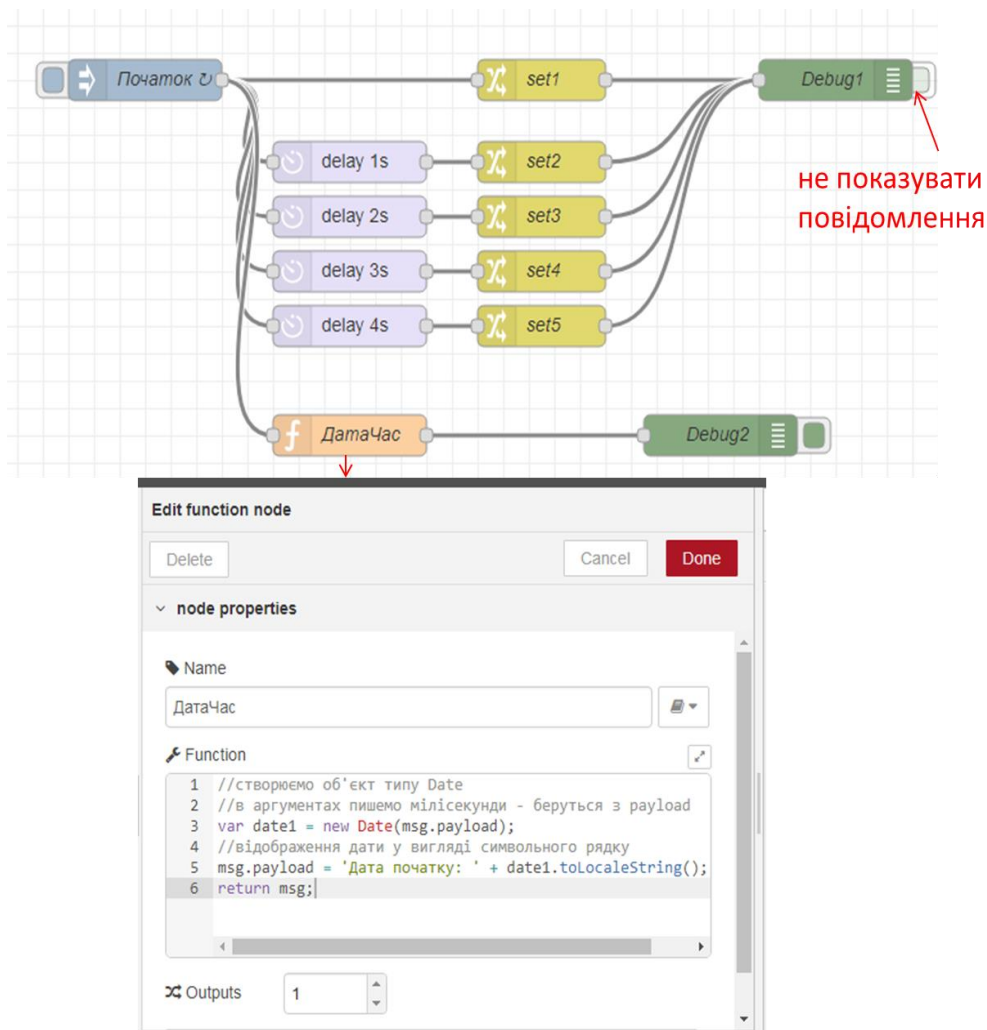 Початок ↻
set1
Debug1
delay 1s
set2
не показувати
повідомлення
delay 2s
set3
delay 3s
set4
delay 4s
set5
f
ДатаЧас
Debug2
Edit function node
Delete
Cancel
Done
node properties
Name
ДатаЧас
Function
1 //створюємо об'єкт типу Date
2 //в аргументах пишемо мілісекунди - беруться з payload
3 var date1 = new Date(msg.payload);
4 //відображення дати у вигляді символьного рядку
5 msg.payload = 'Дата початку: ' + date1.toLocaleString();
6 return msg;
Outputs
1